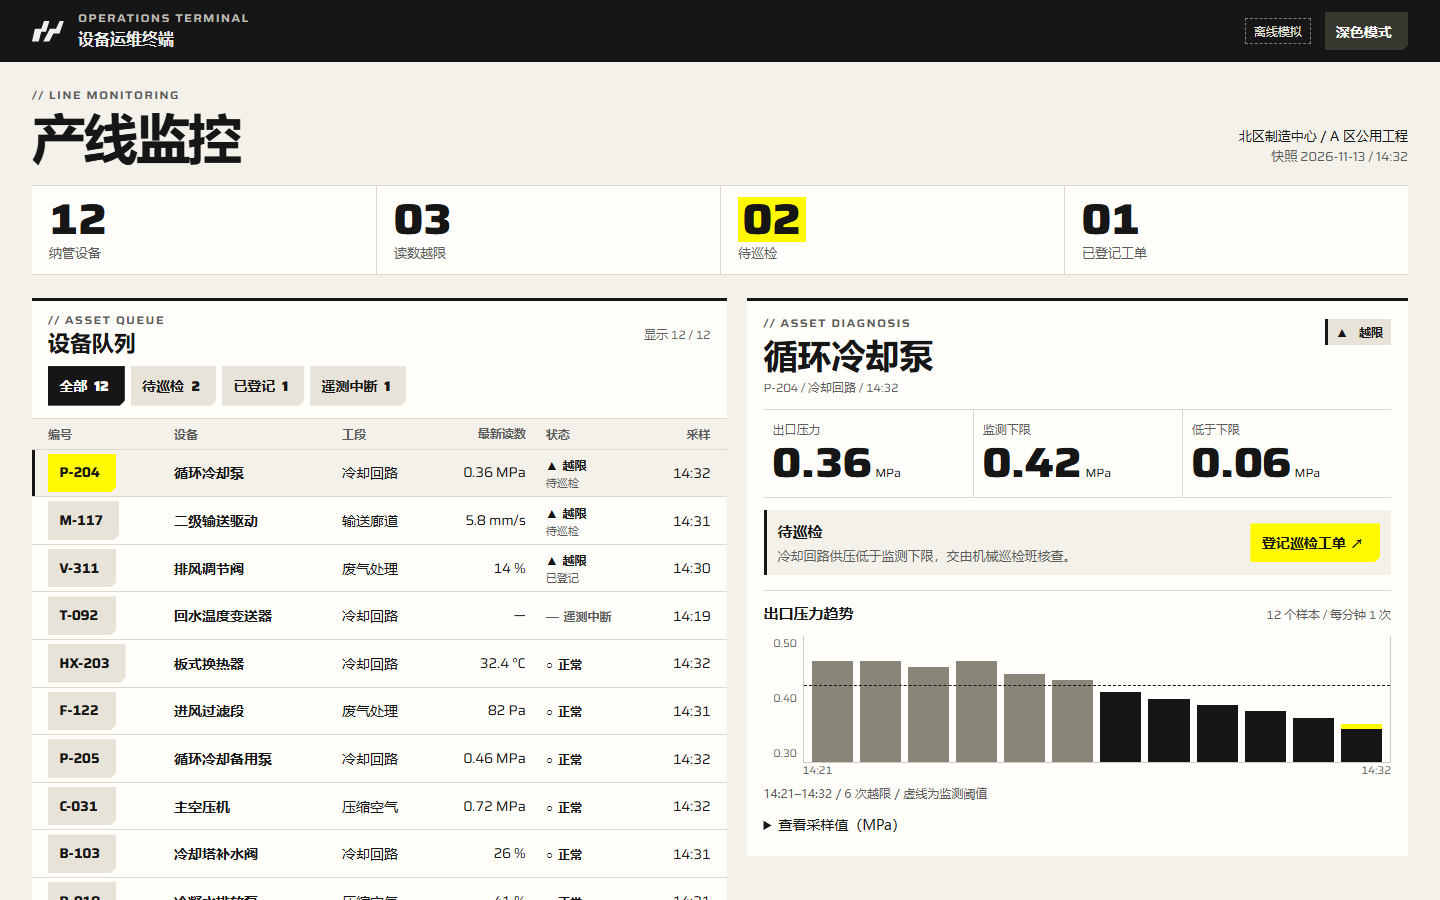 OPERATIONS TERMINAL
设备运维终端
离线模拟
深色模式
// LINE MONITORING
产线监控
北区制造中心 / A 区公用工程
快照 2026-11-13 / 14:32
12
纳管设备
03
读数越限
02
待巡检
01
已登记工单
// ASSET QUEUE
设备队列
显示 12 / 12
全部 12
待巡检 2
已登记 1
遥测中断 1
编号 设备 工段 最新读数 状态 采样
P-204 循环冷却泵 冷却回路 0.36 MPa ▲ 越限 待巡检 14:32
M-117 二级输送驱动 输送廊道 5.8 mm/s ▲ 越限 待巡检 14:31
V-311 排风调节阀 废气处理 14 % ▲ 越限 已登记 14:30
T-092 回水温度变送器 冷却回路 — — 遥测中断 14:19
HX-203 板式换热器 冷却回路 32.4 °C ○ 正常 14:32
F-122 进风过滤段 废气处理 82 Pa ○ 正常 14:31
P-205 循环冷却备用泵 冷却回路 0.46 MPa ○ 正常 14:32
C-031 主空压机 压缩空气 0.72 MPa ○ 正常 14:32
B-103 冷却塔补水阀 冷却回路 26 % ○ 正常 14:31
// ASSET DIAGNOSIS
循环冷却泵
P-204 / 冷却回路 / 14:32
▲ 越限
出口压力
0.36 MPa
监测下限
0.42 MPa
低于下限
0.06 MPa
待巡检
冷却回路供压低于监测下限，交由机械巡检班核查。
登记巡检工单 ↗
出口压力趋势
12 个样本 / 每分钟 1 次
0.50
0.40
0.30
14:21
14:32
14:21–14:32 / 6 次越限 / 虚线为监测阈值
▶ 查看采样值（MPa）